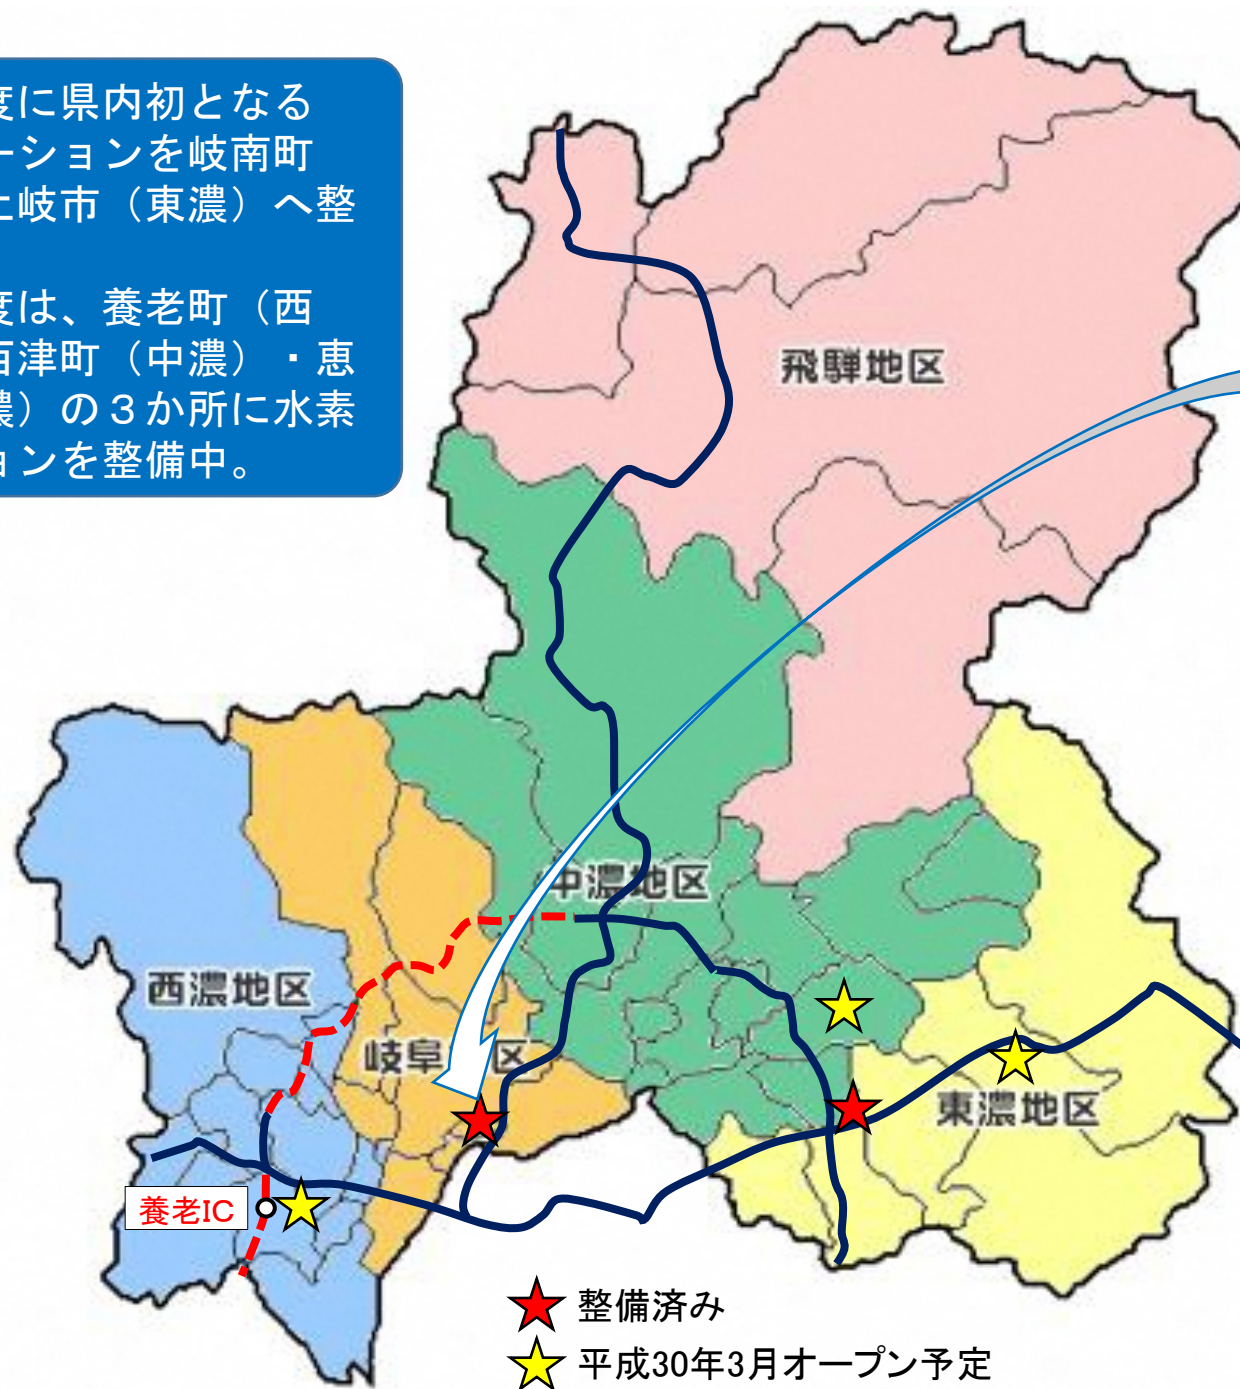 度に県内初となる
ーションを岐南町
土岐市（東濃）へ整
度は、養老町（西
百津町（中濃）・恵
濃）の３か所に水素
ョンを整備中。
飛騨地区
中濃地区
西濃地区
岐阜 区
東濃地区
養老IC
整備済み
平成30年3月オープン予定